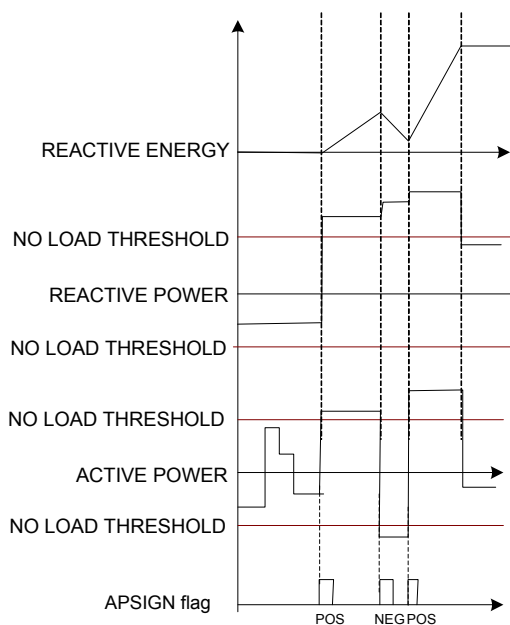 REACTIVE ENERGY
NO LOAD THRESHOLD
REACTIVE POWER
NO LOAD THRESHOLD
NO LOAD THRESHOLD
ACTIVE POWER
NO LOAD THRESHOLD
APSIGN flag
POS NEG POS